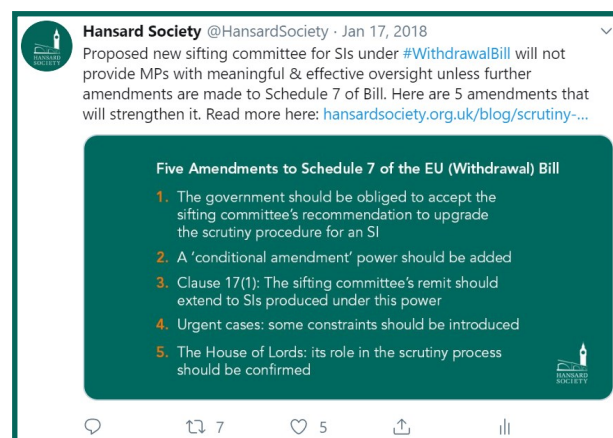 HANSARD
SOCIETY
Hansard Society @HansardSociety · Jan 17, 2018
Proposed new sifting committee for SIs under #WithdrawalBill will not
provide MPs with meaningful & effective oversight unless further
amendments are made to Schedule 7 of Bill. Here are 5 amendments that
will strengthen it. Read more here: hansardsociety.org.uk/blog/scrutiny-...
Five Amendments to Schedule 7 of the EU (Withdrawal) Bill
1. The government should be obliged to accept the
sifting committee's recommendation to upgrade
the scrutiny procedure for an SI
2. A 'conditional amendment' power should be added
3. Clause 17(1): The sifting committee's remit should
extend to SIs produced under this power
4. Urgent cases: some constraints should be introduced
5. The House of Lords: its role in the scrutiny process
should be confirmed
HANSARD
SOCIETY
7 5